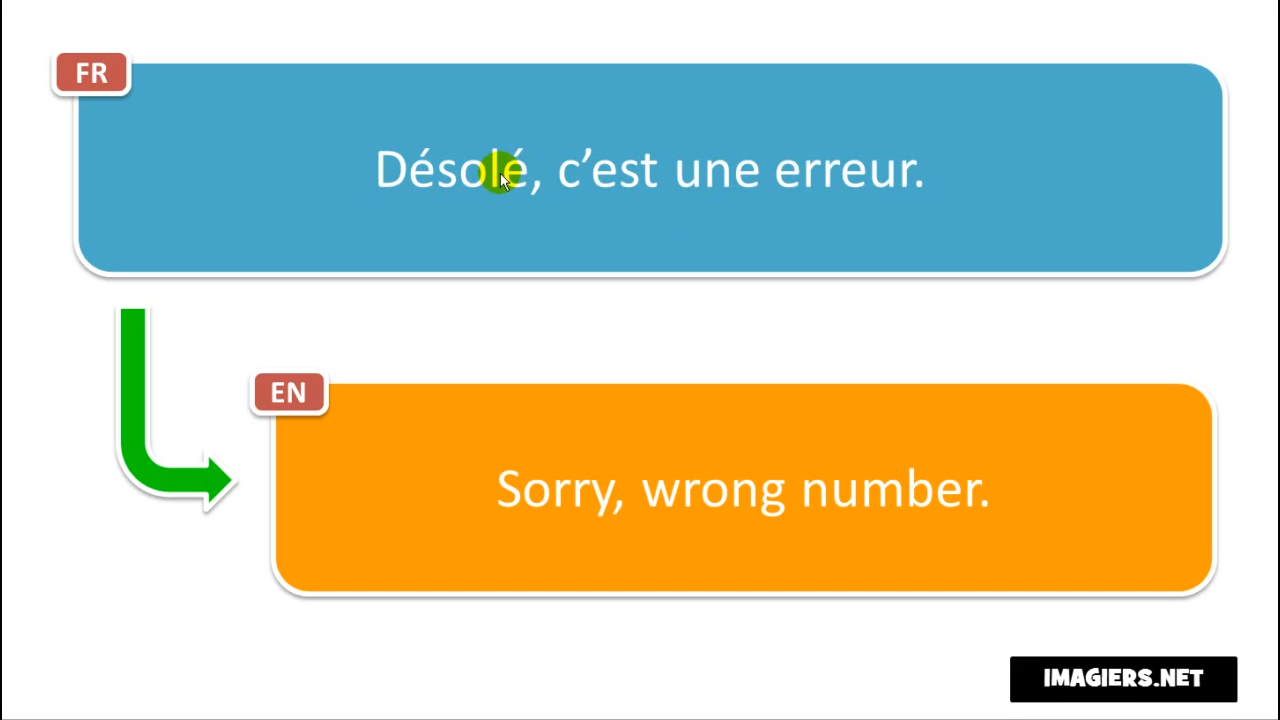 FR
Désolé, c’est une erreur.
EN
Sorry, wrong number.
IMAGIERS.NET